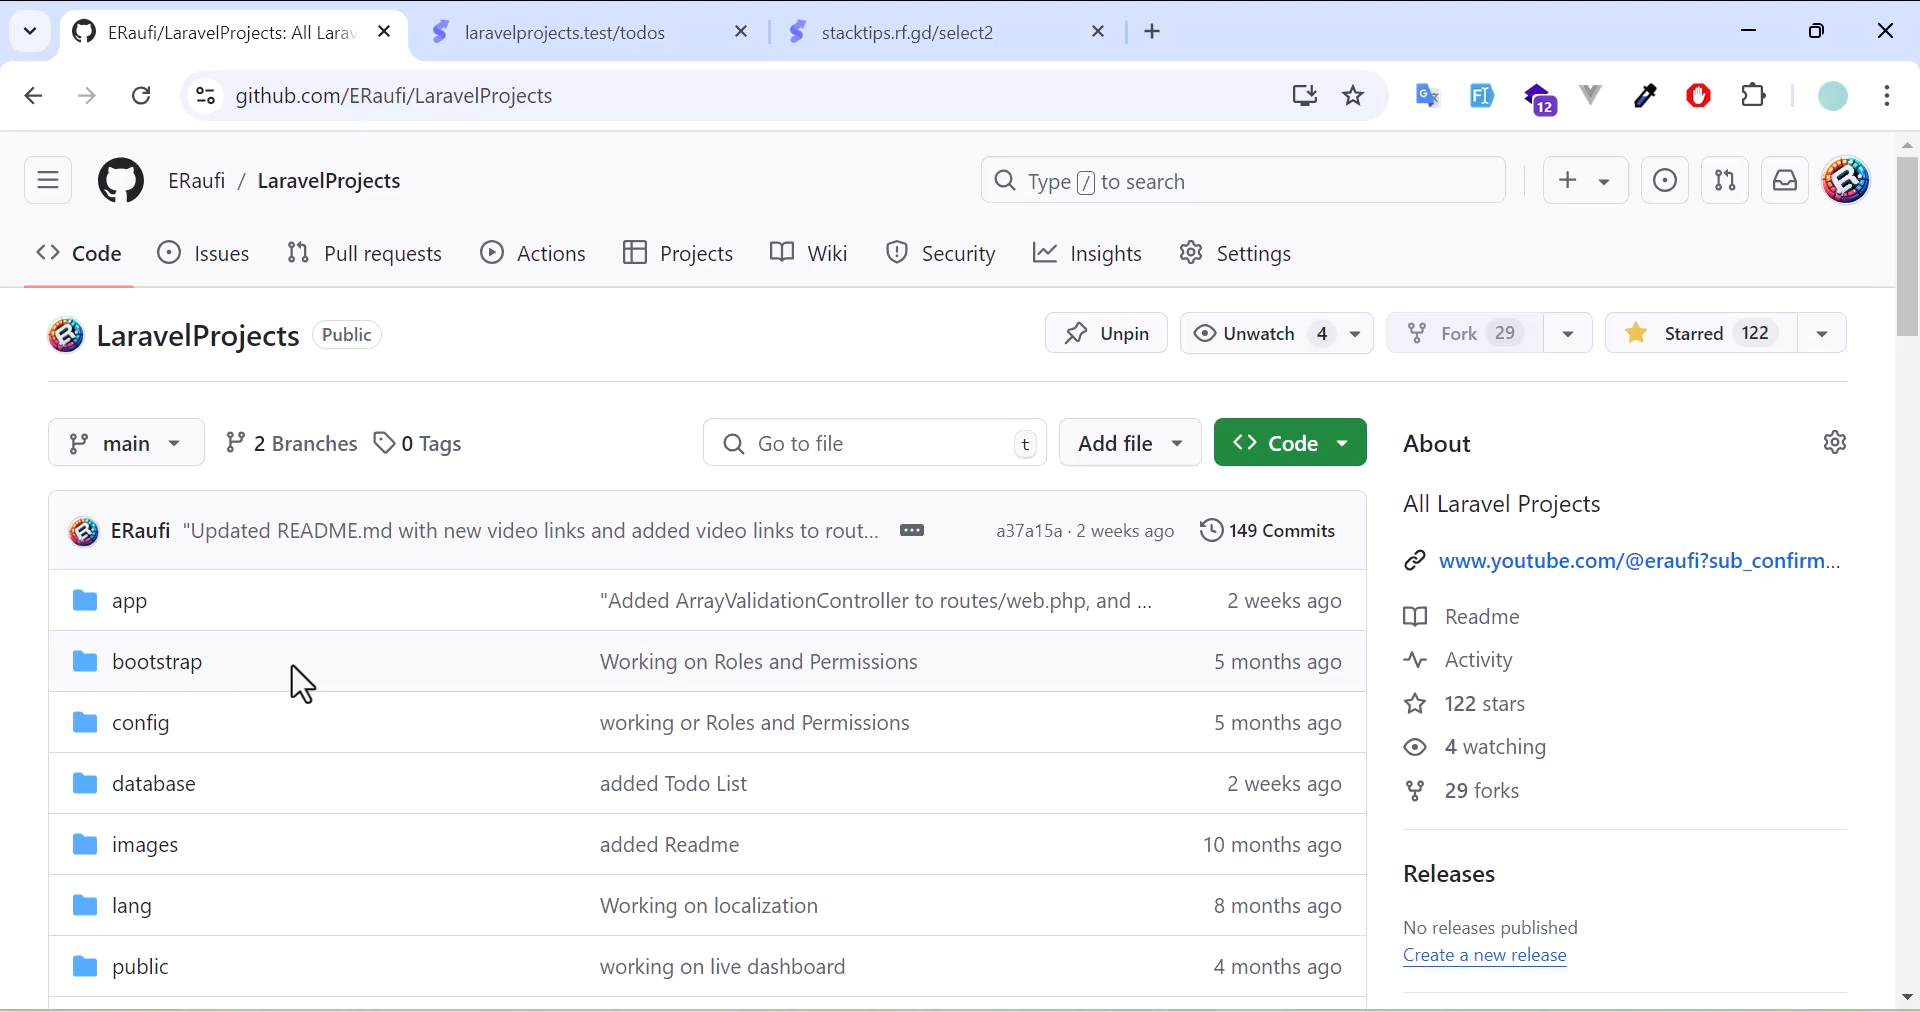 ERaufi/LaravelProjects: All Lara
laravelprojects.test/todos
stacktips.rf.gd/select2
github.com/ERaufi/LaravelProjects
12
ERaufi / LaravelProjects
Type / to search
Code
Issues
Pull requests
Actions
Projects
Wiki
Security
Insights
Settings
LaravelProjects Public
Unpin
Unwatch 4
Fork 29
Starred 122
main
2 Branches
0 Tags
Go to file t
Add file
<> Code
About
All Laravel Projects
www.youtube.com/@eraufi?sub_confirm...
Readme
Activity
122 stars
4 watching
29 forks
Releases
No releases published
Create a new release
ERaufi "Updated README.md with new video links and added video links to rout... a37a15a · 2 weeks ago 149 Commits
app "Added ArrayValidationController to routes/web.php, and ... 2 weeks ago
bootstrap Working on Roles and Permissions 5 months ago
config working or Roles and Permissions 5 months ago
database added Todo List 2 weeks ago
images added Readme 10 months ago
lang Working on localization 8 months ago
public working on live dashboard 4 months ago